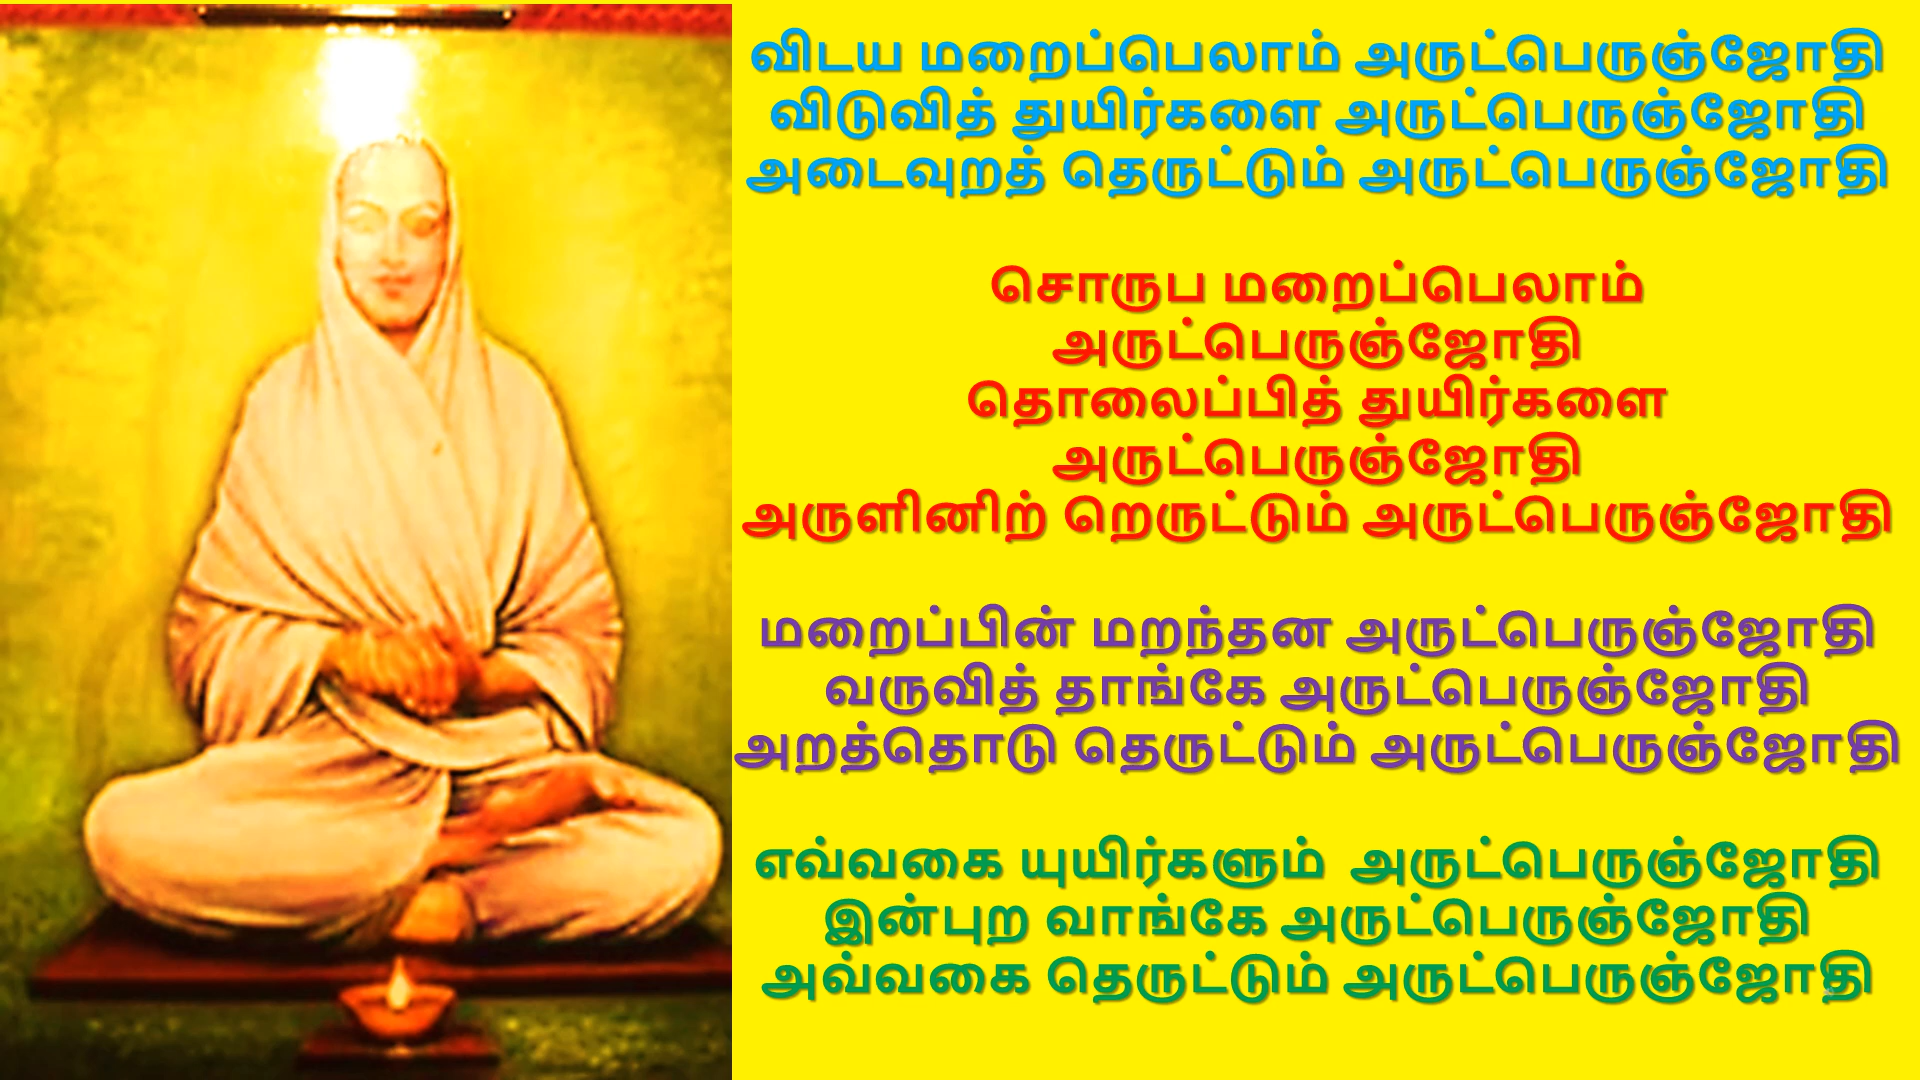 விடய மறைப்பெலாம் அருட்பெருஞ்ஜோதி
விடுவித் துயிர்களை அருட்பெருஞ்ஜோதி
அடைவுறத் தெருட்டும் அருட்பெருஞ்ஜோதி
சொருப மறைப்பெலாம்
அருட்பெருஞ்ஜோதி
தொலைப்பித் துயிர்களை
அருட்பெருஞ்ஜோதி
அருளினிற் றெருட்டும் அருட்பெருஞ்ஜோதி
மறைப்பின் மறந்தன அருட்பெருஞ்ஜோதி
வருவித் தாங்கே அருட்பெருஞ்ஜோதி
அறத்தொடு தெருட்டும் அருட்பெருஞ்ஜோதி
எவ்வகை யுயிர்களும் அருட்பெருஞ்ஜோதி
இன்புற வாங்கே அருட்பெருஞ்ஜோதி
அவ்வகை தெருட்டும் அருட்பெருஞ்ஜோதி